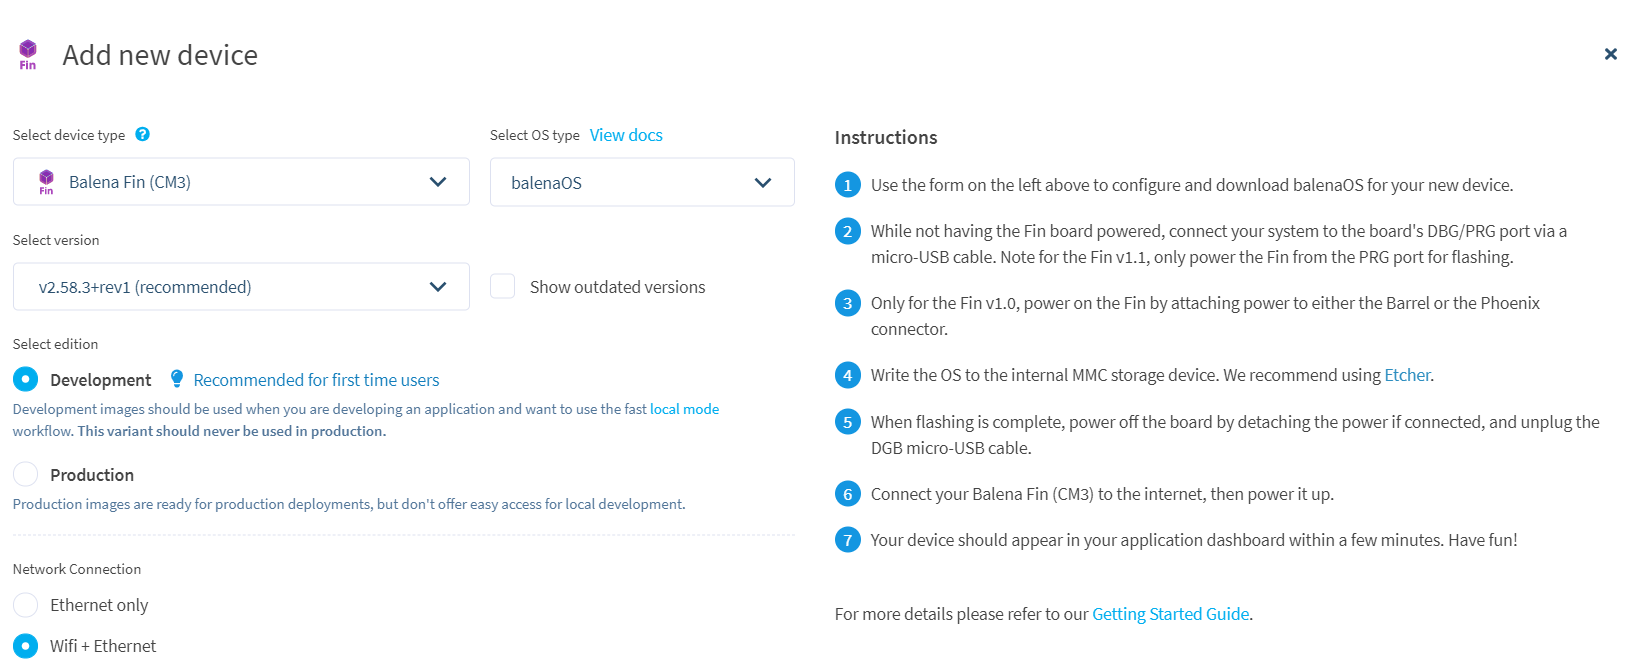 Fin
Add new device
Select device type
Select OS type View docs
Fin
Balena Fin (CM3)
balenaOS
Select version
v2.58.3+rev1 (recommended)
Show outdated versions
Select edition
Development Recommended for first time users
Development images should be used when you are developing an application and want to use the fast local mode
workflow. This variant should never be used in production.
Production
Production images are ready for production deployments, but don't offer easy access for local development.
Network Connection
Ethernet only
Wifi + Ethernet
Instructions
1 Use the form on the left above to configure and download balenaOS for your new device.
2 While not having the Fin board powered, connect your system to the board's DBG/PRG port via a
micro-USB cable. Note for the Fin v1.1, only power the Fin from the PRG port for flashing.
3 Only for the Fin v1.0, power on the Fin by attaching power to either the Barrel or the Phoenix
connector.
4 Write the OS to the internal MMC storage device. We recommend using Etcher.
5 When flashing is complete, power off the board by detaching the power if connected, and unplug the
DGB micro-USB cable.
6 Connect your Balena Fin (CM3) to the internet, then power it up.
7 Your device should appear in your application dashboard within a few minutes. Have fun!
For more details please refer to our Getting Started Guide.